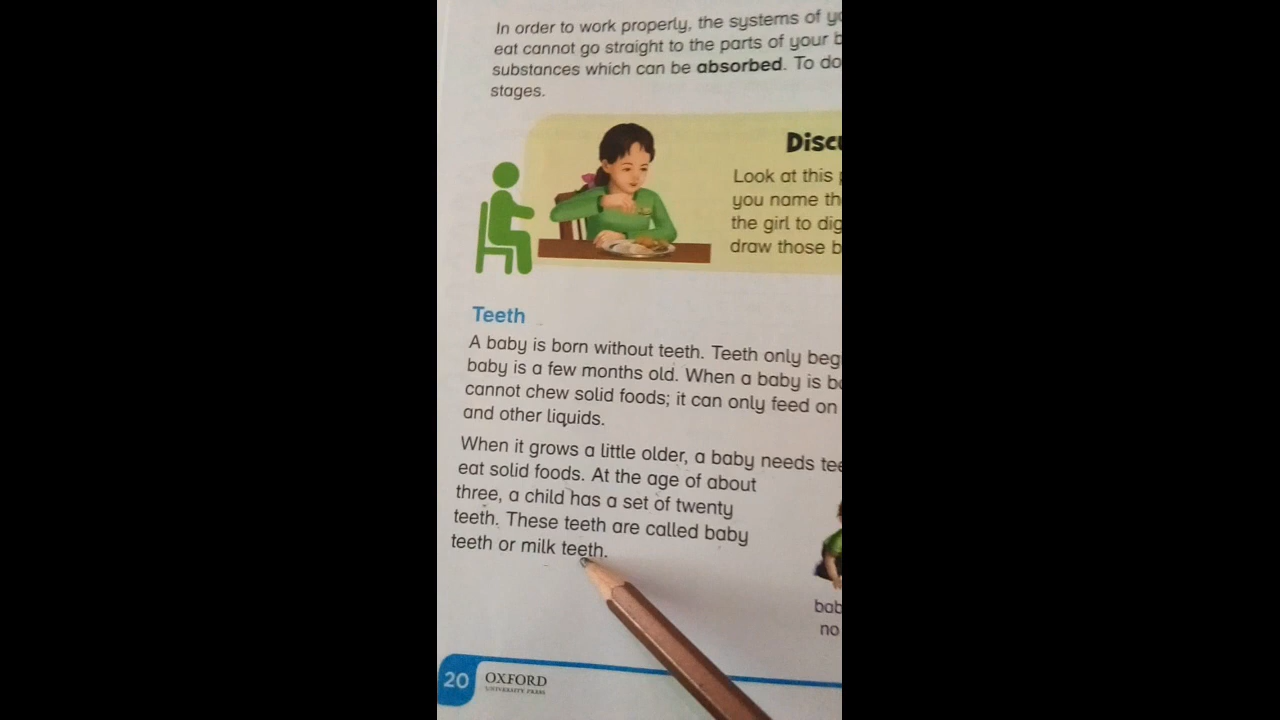 In order to work properly, the systems of
eat cannot go straight to the parts of your
substances which can be absorbed. To do
stages.
Look at this
you name
the girl to
draw those
Teeth
A baby is born without teeth. Teeth only
baby is a few months old. When a baby is
cannot chew solid foods; it can only feed on
and other liquids.
When it grows a little older, a baby needs
eat solid foods. At the age of about
three, a child has a set of twenty
teeth. These teeth are called baby
teeth or milk teeth.
no
20 OXFORD
UNIVERSITY PRESS